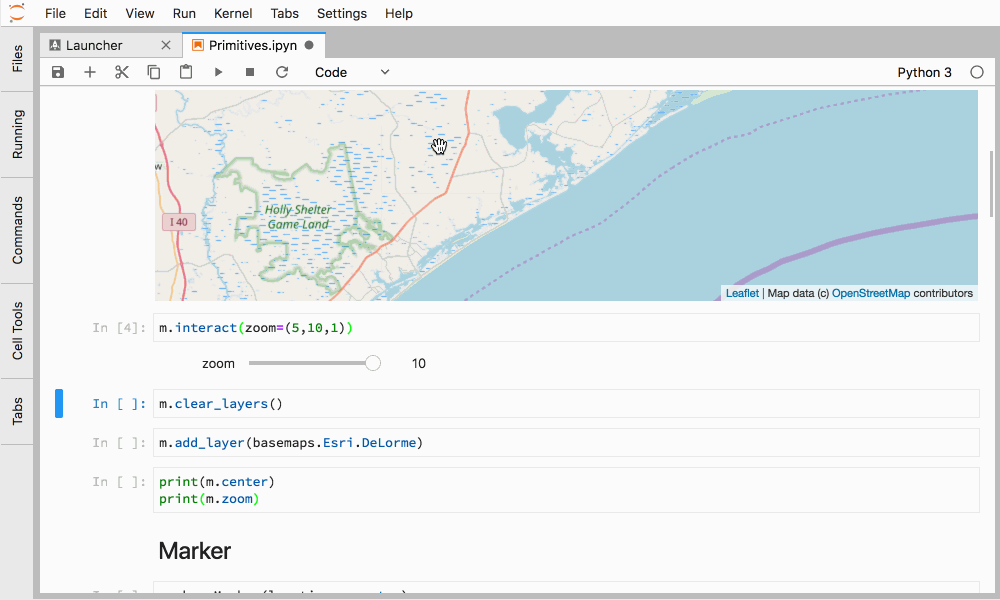 File Edit View Run Kernel Tabs Settings Help
Files
Running
Commands
Cell Tools
Tabs
Launcher
Primitives.ipyn
Code
Python 3
w
I 40
Holly Shelter
Game Land
Leaflet | Map data (c) OpenStreetMap contributors
In [4]: m.interact(zoom=(5,10,1))
zoom 10
In [ ]: m.clear_layers()
In [ ]: m.add_layer(basemaps.Esri.DeLorme)
In [ ]: print(m.center)
print(m.zoom)
Marker